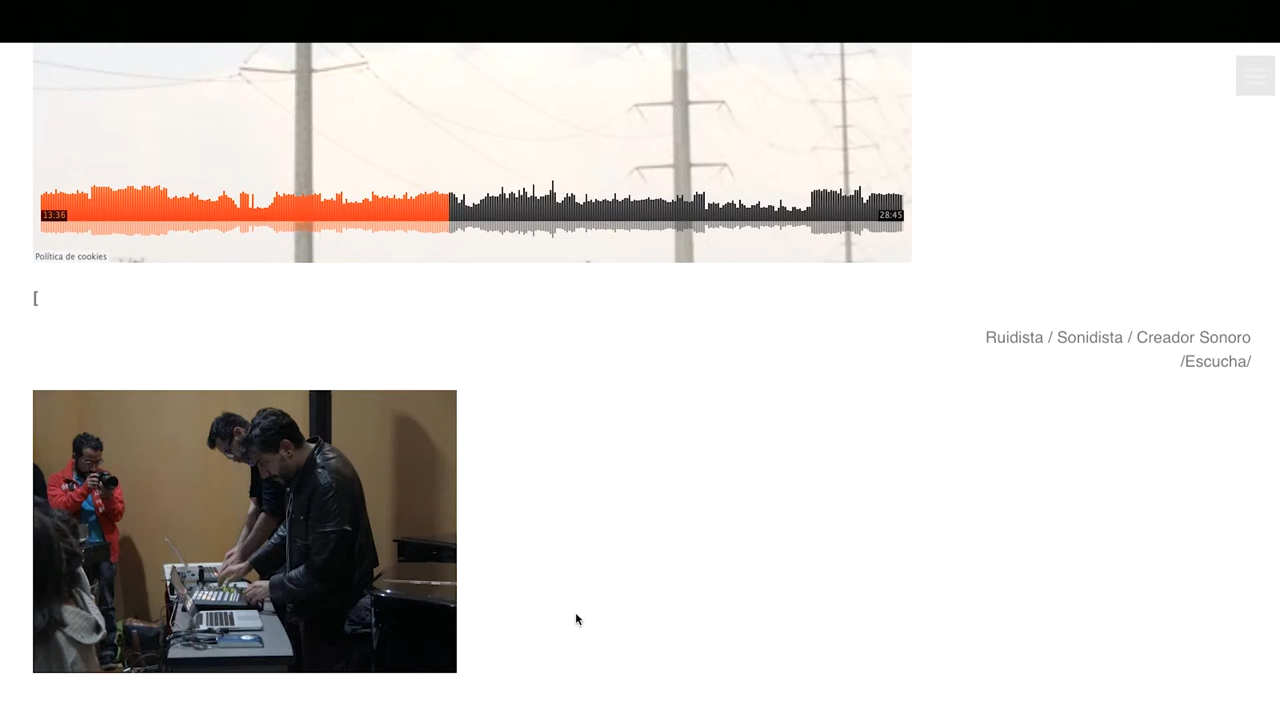 13:36
28:45
Política de cookies
[
Ruidista / Sonidista / Creador Sonoro
/Escucha/